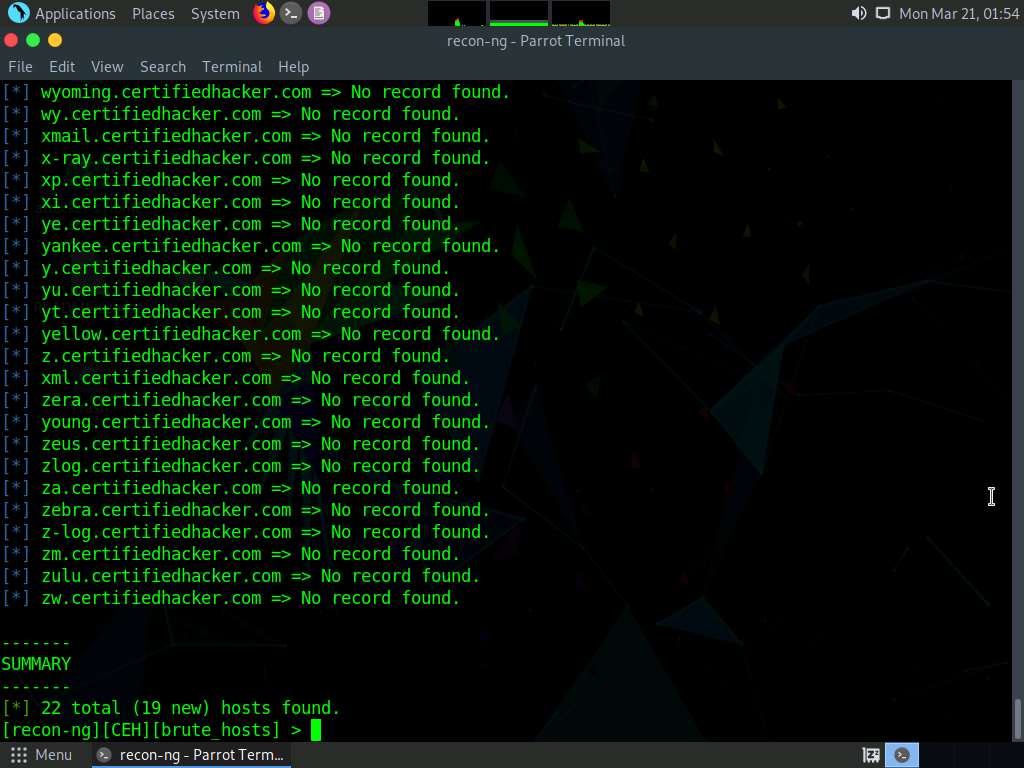 Applications Places System Mon Mar 21, 01:54
recon-ng - Parrot Terminal
File Edit View Search Terminal Help
[*] wyoming.certifiedhacker.com => No record found.
[*] wy.certifiedhacker.com => No record found.
[*] xmail.certifiedhacker.com => No record found.
[*] x-ray.certifiedhacker.com => No record found.
[*] xp.certifiedhacker.com => No record found.
[*] xi.certifiedhacker.com => No record found.
[*] ye.certifiedhacker.com => No record found.
[*] yankee.certifiedhacker.com => No record found.
[*] y.certifiedhacker.com => No record found.
[*] yu.certifiedhacker.com => No record found.
[*] yt.certifiedhacker.com => No record found.
[*] yellow.certifiedhacker.com => No record found.
[*] z.certifiedhacker.com => No record found.
[*] xml.certifiedhacker.com => No record found.
[*] zera.certifiedhacker.com => No record found.
[*] young.certifiedhacker.com => No record found.
[*] zeus.certifiedhacker.com => No record found.
[*] zlog.certifiedhacker.com => No record found.
[*] za.certifiedhacker.com => No record found.
[*] zebra.certifiedhacker.com => No record found.
[*] z-log.certifiedhacker.com => No record found.
[*] zm.certifiedhacker.com => No record found.
[*] zulu.certifiedhacker.com => No record found.
[*] zw.certifiedhacker.com => No record found.
-------
SUMMARY
-------
[*] 22 total (19 new) hosts found.
[recon-ng][CEH][brute_hosts] >
Menu recon-ng - Parrot Term...